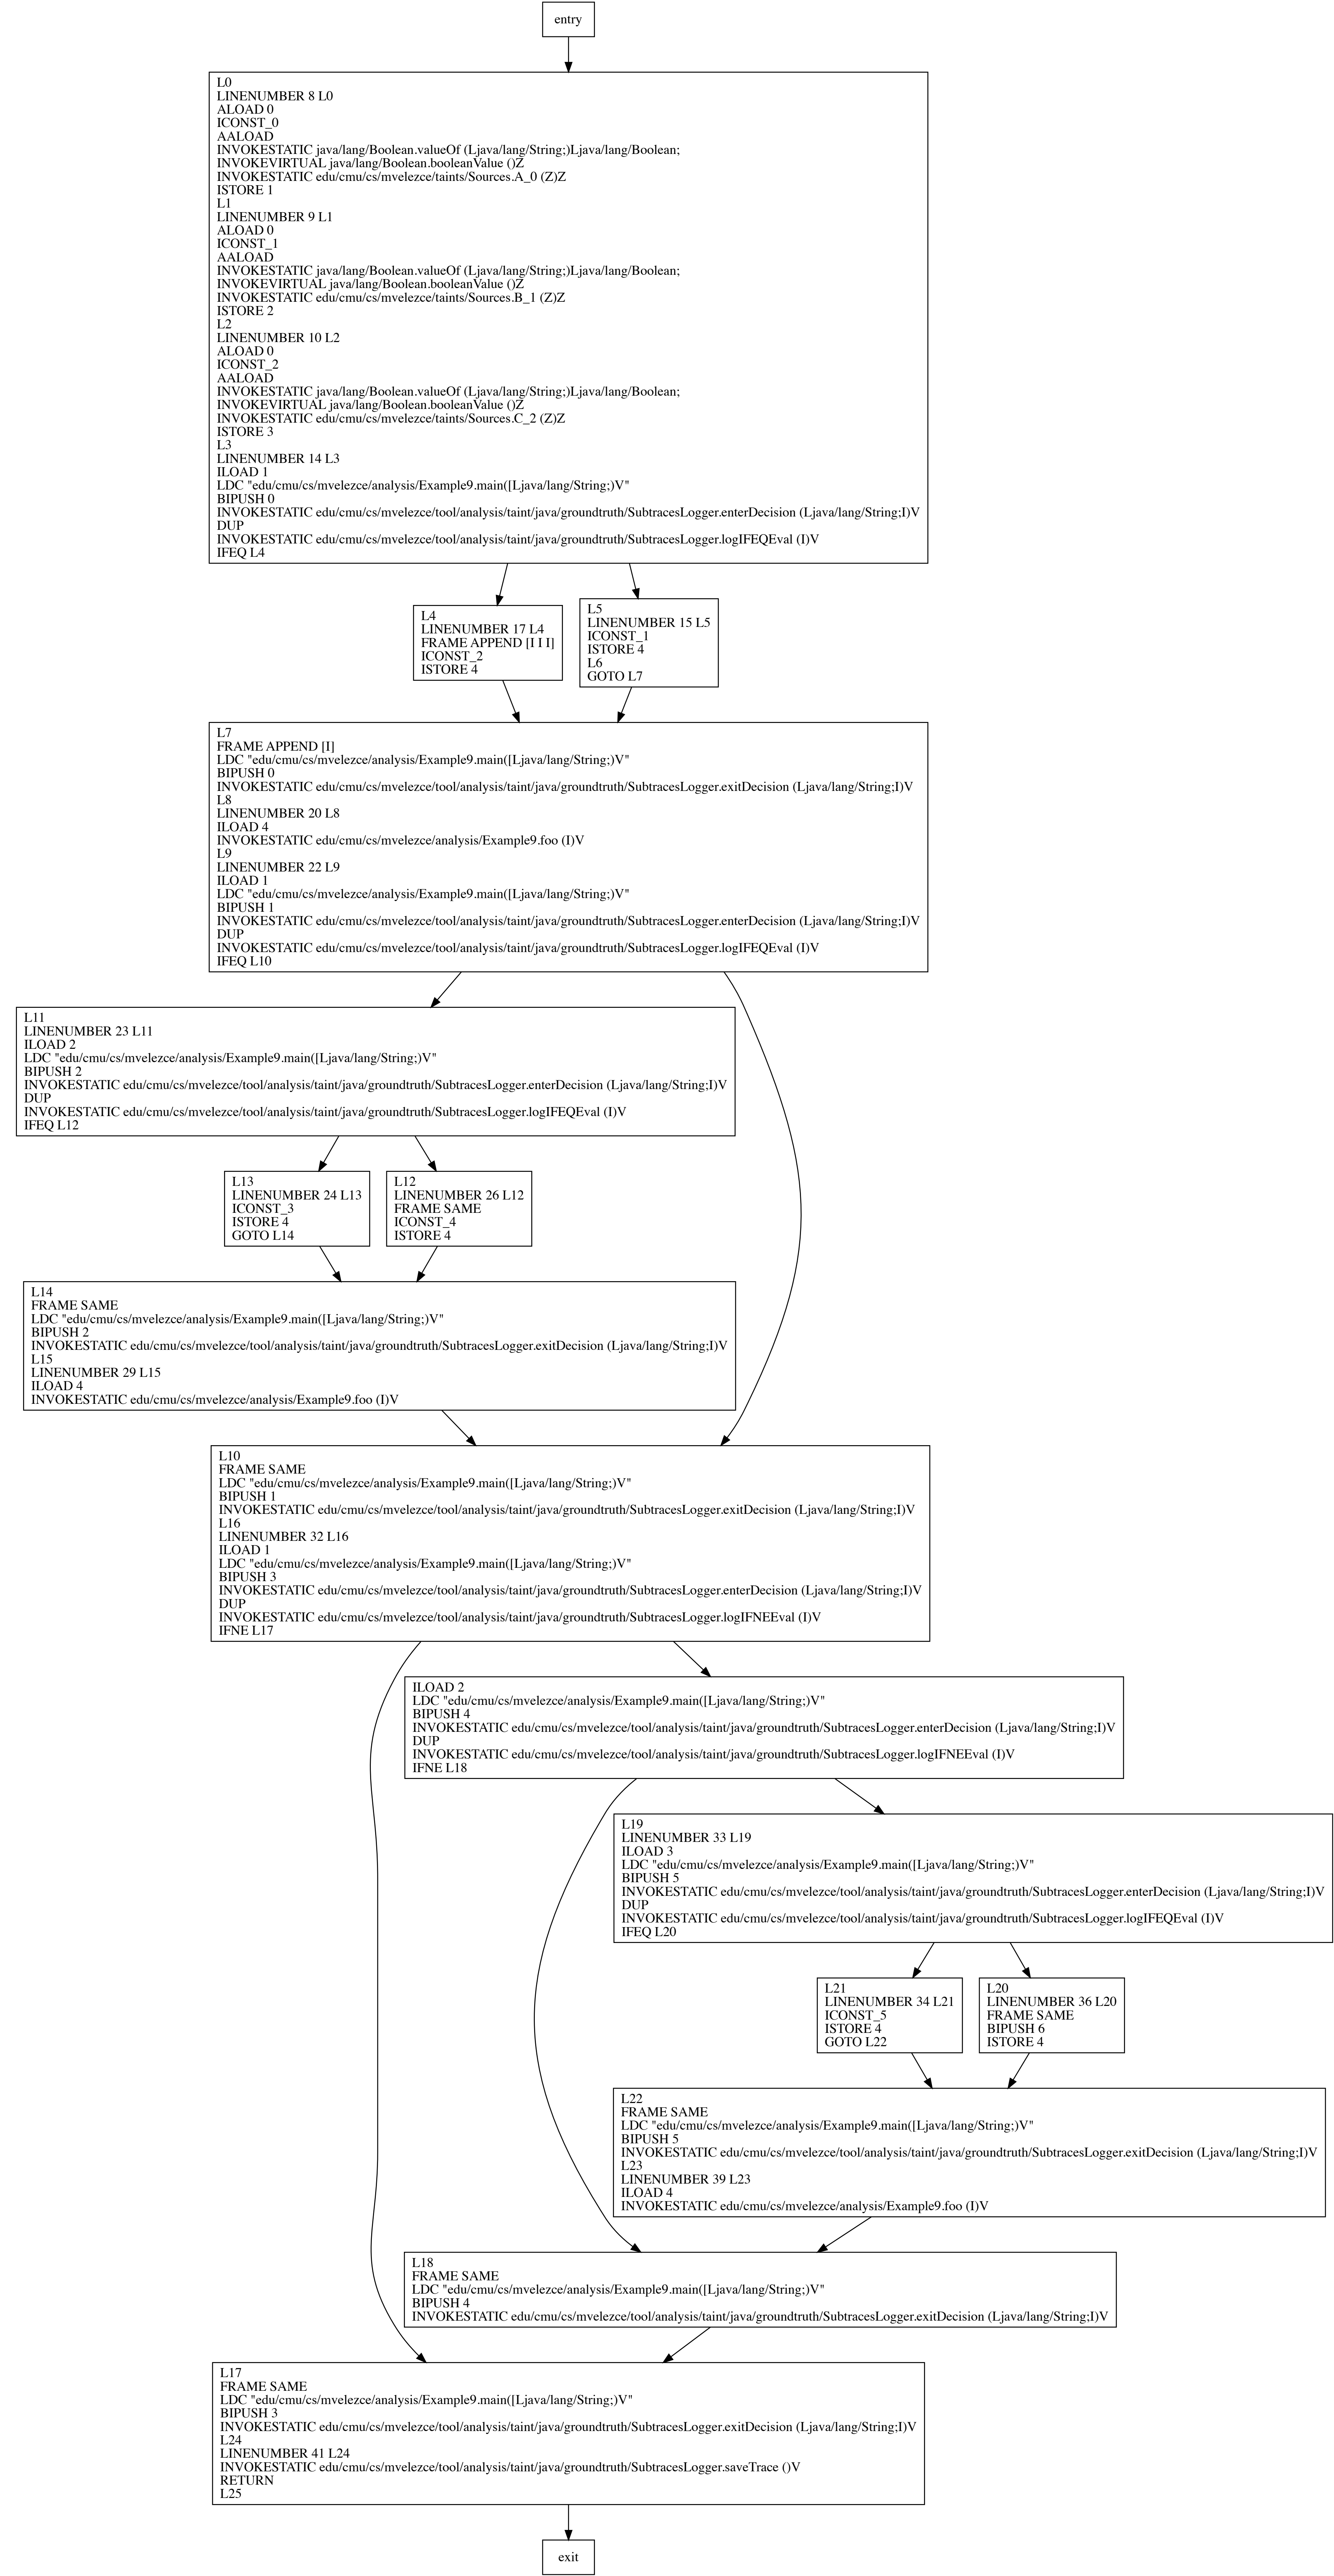 entry
L0
LINENUMBER 8 L0
ALOAD 0
ICONST_0
AALOAD
INVOKESTATIC java/lang/Boolean.valueOf (Ljava/lang/String;)Ljava/lang/Boolean;
INVOKEVIRTUAL java/lang/Boolean.booleanValue ()Z
INVOKESTATIC edu/cmu/cs/mvelezce/taints/Sources.A_0 (Z)Z
ISTORE 1
L1
LINENUMBER 9 L1
ALOAD 0
ICONST_1
AALOAD
INVOKESTATIC java/lang/Boolean.valueOf (Ljava/lang/String;)Ljava/lang/Boolean;
INVOKEVIRTUAL java/lang/Boolean.booleanValue ()Z
INVOKESTATIC edu/cmu/cs/mvelezce/taints/Sources.B_1 (Z)Z
ISTORE 2
L2
LINENUMBER 10 L2
ALOAD 0
ICONST_2
AALOAD
INVOKESTATIC java/lang/Boolean.valueOf (Ljava/lang/String;)Ljava/lang/Boolean;
INVOKEVIRTUAL java/lang/Boolean.booleanValue ()Z
INVOKESTATIC edu/cmu/cs/mvelezce/taints/Sources.C_2 (Z)Z
ISTORE 3
L3
LINENUMBER 14 L3
ILOAD 1
LDC "edu/cmu/cs/mvelezce/analysis/Example9.main([Ljava/lang/String;)V"
BIPUSH 0
INVOKESTATIC edu/cmu/cs/mvelezce/tool/analysis/taint/java/groundtruth/SubtracesLogger.enterDecision (Ljava/lang/String;I)V
DUP
INVOKESTATIC edu/cmu/cs/mvelezce/tool/analysis/taint/java/groundtruth/SubtracesLogger.logIFEQEval (I)V
IFEQ L4
L4
LINENUMBER 17 L4
FRAME APPEND [I I I]
ICONST_2
ISTORE 4
L5
LINENUMBER 15 L5
ICONST_1
ISTORE 4
L6
GOTO L7
L7
FRAME APPEND [I]
LDC "edu/cmu/cs/mvelezce/analysis/Example9.main([Ljava/lang/String;)V"
BIPUSH 0
INVOKESTATIC edu/cmu/cs/mvelezce/tool/analysis/taint/java/groundtruth/SubtracesLogger.exitDecision (Ljava/lang/String;I)V
L8
LINENUMBER 20 L8
ILOAD 4
INVOKESTATIC edu/cmu/cs/mvelezce/analysis/Example9.foo (I)V
L9
LINENUMBER 22 L9
ILOAD 1
LDC "edu/cmu/cs/mvelezce/analysis/Example9.main([Ljava/lang/String;)V"
BIPUSH 1
INVOKESTATIC edu/cmu/cs/mvelezce/tool/analysis/taint/java/groundtruth/SubtracesLogger.enterDecision (Ljava/lang/String;I)V
DUP
INVOKESTATIC edu/cmu/cs/mvelezce/tool/analysis/taint/java/groundtruth/SubtracesLogger.logIFEQEval (I)V
IFEQ L10
L11
LINENUMBER 23 L11
ILOAD 2
LDC "edu/cmu/cs/mvelezce/analysis/Example9.main([Ljava/lang/String;)V"
BIPUSH 2
INVOKESTATIC edu/cmu/cs/mvelezce/tool/analysis/taint/java/groundtruth/SubtracesLogger.enterDecision (Ljava/lang/String;I)V
DUP
INVOKESTATIC edu/cmu/cs/mvelezce/tool/analysis/taint/java/groundtruth/SubtracesLogger.logIFEQEval (I)V
IFEQ L12
L13
LINENUMBER 24 L13
ICONST_3
ISTORE 4
GOTO L14
L12
LINENUMBER 26 L12
FRAME SAME
ICONST_4
ISTORE 4
L14
FRAME SAME
LDC "edu/cmu/cs/mvelezce/analysis/Example9.main([Ljava/lang/String;)V"
BIPUSH 2
INVOKESTATIC edu/cmu/cs/mvelezce/tool/analysis/taint/java/groundtruth/SubtracesLogger.exitDecision (Ljava/lang/String;I)V
L15
LINENUMBER 29 L15
ILOAD 4
INVOKESTATIC edu/cmu/cs/mvelezce/analysis/Example9.foo (I)V
L10
FRAME SAME
LDC "edu/cmu/cs/mvelezce/analysis/Example9.main([Ljava/lang/String;)V"
BIPUSH 1
INVOKESTATIC edu/cmu/cs/mvelezce/tool/analysis/taint/java/groundtruth/SubtracesLogger.exitDecision (Ljava/lang/String;I)V
L16
LINENUMBER 32 L16
ILOAD 1
LDC "edu/cmu/cs/mvelezce/analysis/Example9.main([Ljava/lang/String;)V"
BIPUSH 3
INVOKESTATIC edu/cmu/cs/mvelezce/tool/analysis/taint/java/groundtruth/SubtracesLogger.enterDecision (Ljava/lang/String;I)V
DUP
INVOKESTATIC edu/cmu/cs/mvelezce/tool/analysis/taint/java/groundtruth/SubtracesLogger.logIFNEEval (I)V
IFNE L17
ILOAD 2
LDC "edu/cmu/cs/mvelezce/analysis/Example9.main([Ljava/lang/String;)V"
BIPUSH 4
INVOKESTATIC edu/cmu/cs/mvelezce/tool/analysis/taint/java/groundtruth/SubtracesLogger.enterDecision (Ljava/lang/String;I)V
DUP
INVOKESTATIC edu/cmu/cs/mvelezce/tool/analysis/taint/java/groundtruth/SubtracesLogger.logIFNEEval (I)V
IFNE L18
L19
LINENUMBER 33 L19
ILOAD 3
LDC "edu/cmu/cs/mvelezce/analysis/Example9.main([Ljava/lang/String;)V"
BIPUSH 5
INVOKESTATIC edu/cmu/cs/mvelezce/tool/analysis/taint/java/groundtruth/SubtracesLogger.enterDecision (Ljava/lang/String;I)V
DUP
INVOKESTATIC edu/cmu/cs/mvelezce/tool/analysis/taint/java/groundtruth/SubtracesLogger.logIFEQEval (I)V
IFEQ L20
L21
LINENUMBER 34 L21
ICONST_5
ISTORE 4
GOTO L22
L20
LINENUMBER 36 L20
FRAME SAME
BIPUSH 6
ISTORE 4
L22
FRAME SAME
LDC "edu/cmu/cs/mvelezce/analysis/Example9.main([Ljava/lang/String;)V"
BIPUSH 5
INVOKESTATIC edu/cmu/cs/mvelezce/tool/analysis/taint/java/groundtruth/SubtracesLogger.exitDecision (Ljava/lang/String;I)V
L23
LINENUMBER 39 L23
ILOAD 4
INVOKESTATIC edu/cmu/cs/mvelezce/analysis/Example9.foo (I)V
L18
FRAME SAME
LDC "edu/cmu/cs/mvelezce/analysis/Example9.main([Ljava/lang/String;)V"
BIPUSH 4
INVOKESTATIC edu/cmu/cs/mvelezce/tool/analysis/taint/java/groundtruth/SubtracesLogger.exitDecision (Ljava/lang/String;I)V
L17
FRAME SAME
LDC "edu/cmu/cs/mvelezce/analysis/Example9.main([Ljava/lang/String;)V"
BIPUSH 3
INVOKESTATIC edu/cmu/cs/mvelezce/tool/analysis/taint/java/groundtruth/SubtracesLogger.exitDecision (Ljava/lang/String;I)V
L24
LINENUMBER 41 L24
INVOKESTATIC edu/cmu/cs/mvelezce/tool/analysis/taint/java/groundtruth/SubtracesLogger.saveTrace ()V
RETURN
L25
exit